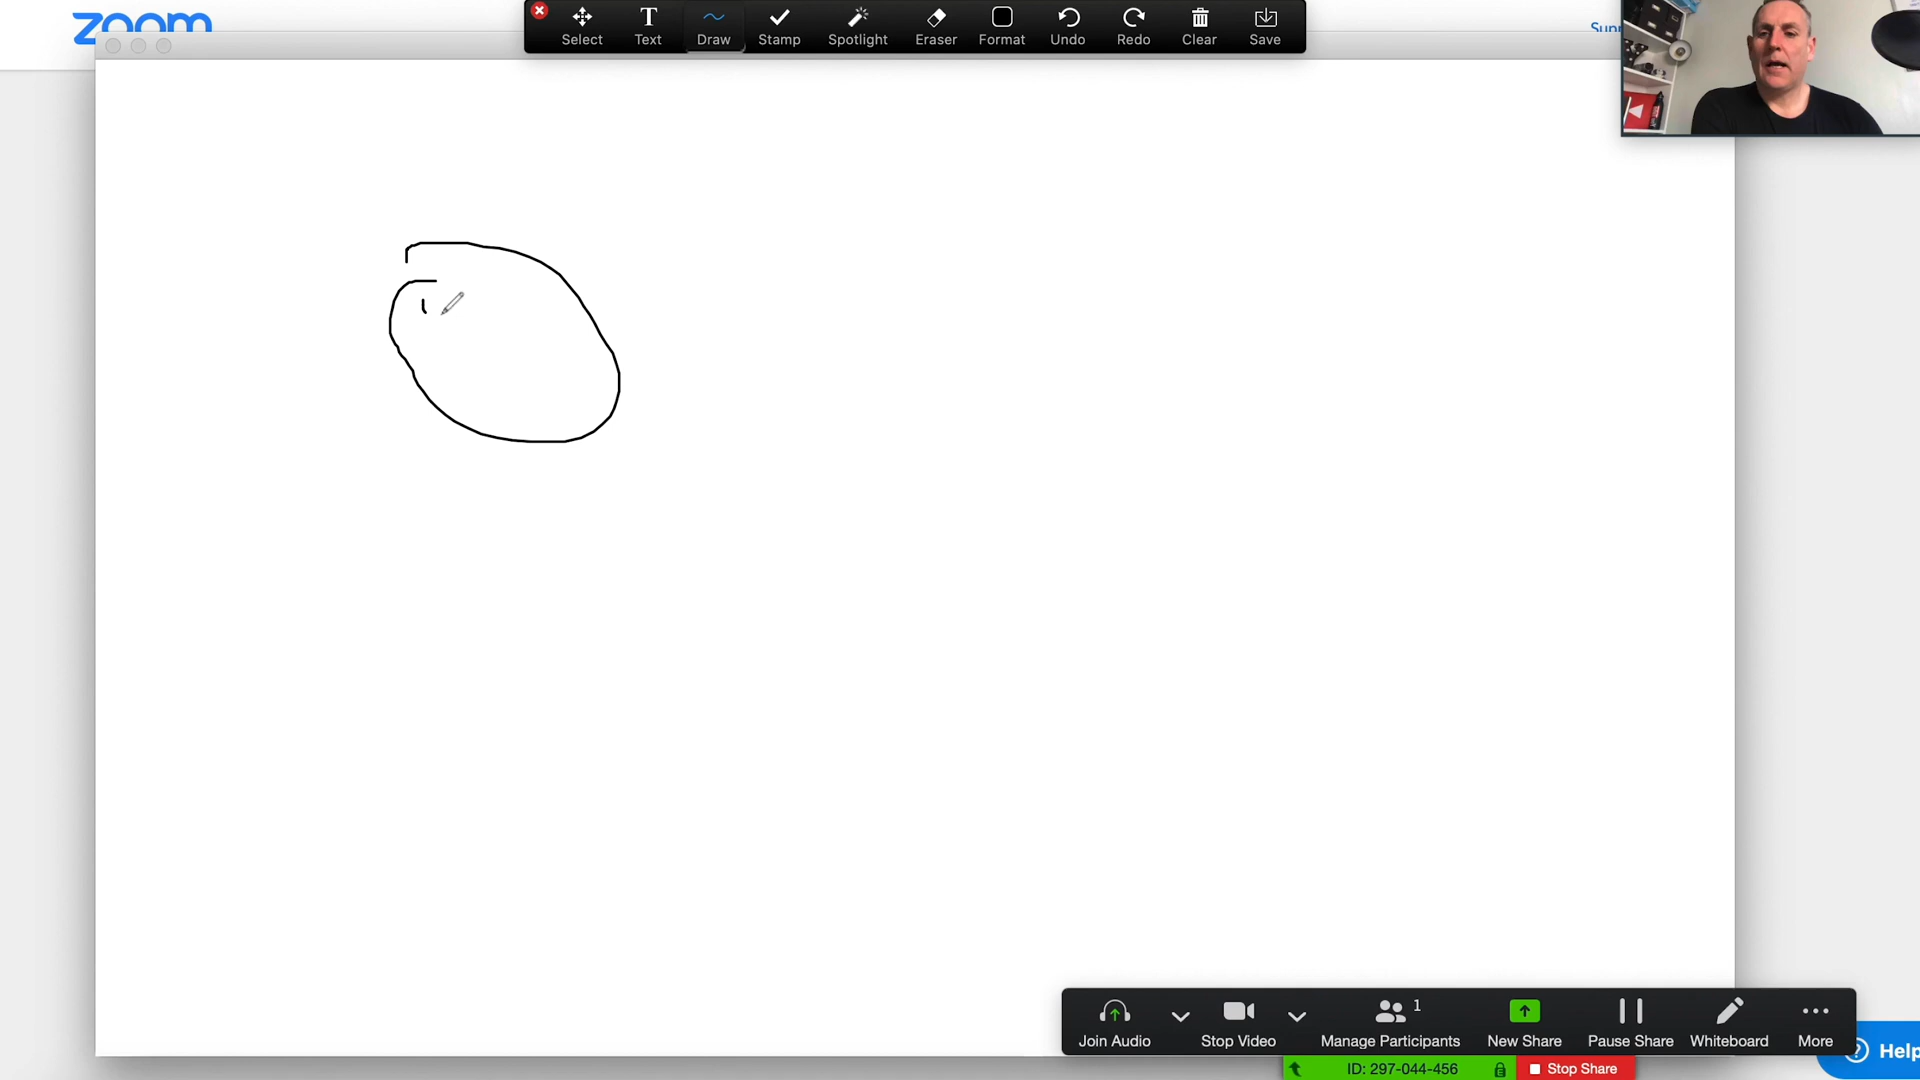 zoom
Supp
Select Text Draw Stamp Spotlight Eraser Format Undo Redo Clear Save
1
Join Audio Stop Video Manage Participants New Share Pause Share Whiteboard More
Help
ID: 297-044-456 Stop Share